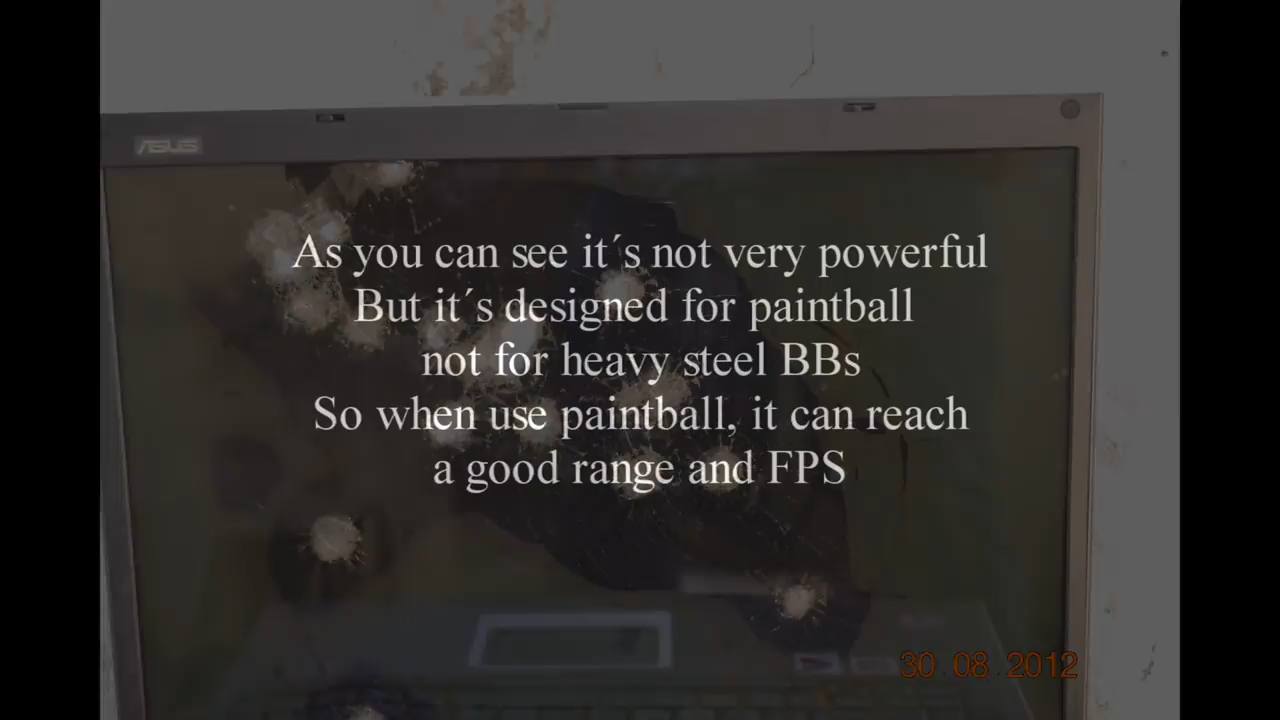 ASUS
As you can see it´s not very powerful
But it´s designed for paintball
not for heavy steel BBs
So when use paintball, it can reach
a good range and FPS
30.08.2012